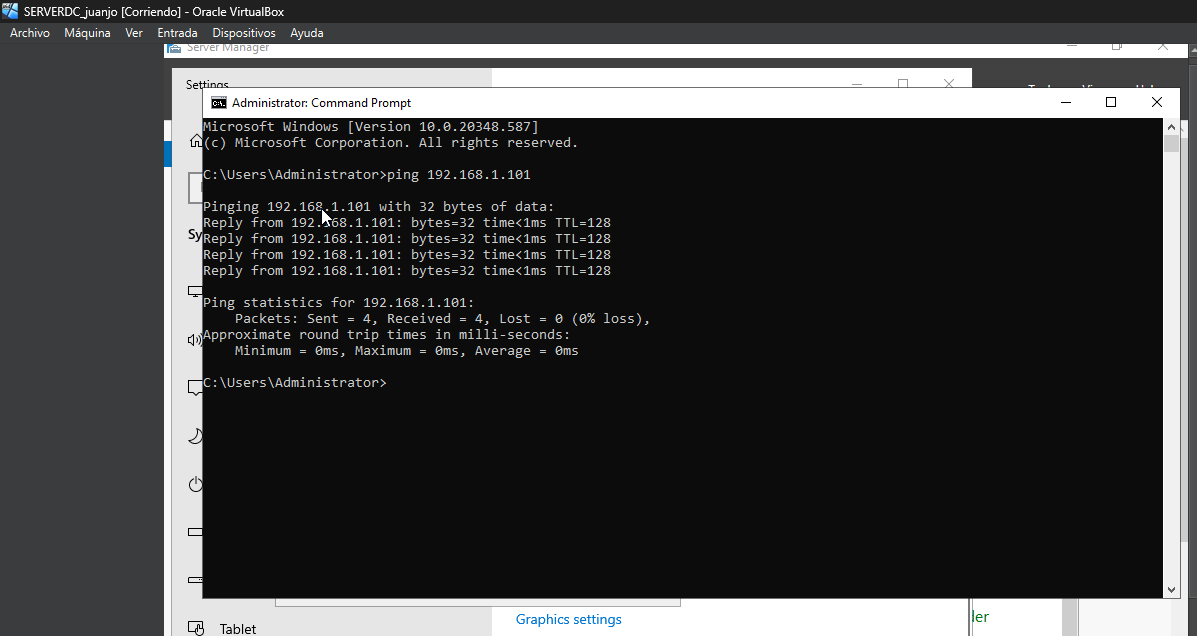 SERVERDC_juanjo [Corriendo] - Oracle VirtualBox
Archivo Máquina Ver Entrada Dispositivos Ayuda
Server Manager
Settings
Administrator: Command Prompt
Microsoft Windows [Version 10.0.20348.587]
(c) Microsoft Corporation. All rights reserved.
C:\Users\Administrator>ping 192.168.1.101
Pinging 192.168.1.101 with 32 bytes of data:
Reply from 192.168.1.101: bytes=32 time<1ms TTL=128
Reply from 192.168.1.101: bytes=32 time<1ms TTL=128
Reply from 192.168.1.101: bytes=32 time<1ms TTL=128
Reply from 192.168.1.101: bytes=32 time<1ms TTL=128
Ping statistics for 192.168.1.101:
Packets: Sent = 4, Received = 4, Lost = 0 (0% loss),
Approximate round trip times in milli-seconds:
Minimum = 0ms, Maximum = 0ms, Average = 0ms
C:\Users\Administrator>
Sy
Graphics settings
ler
Tablet